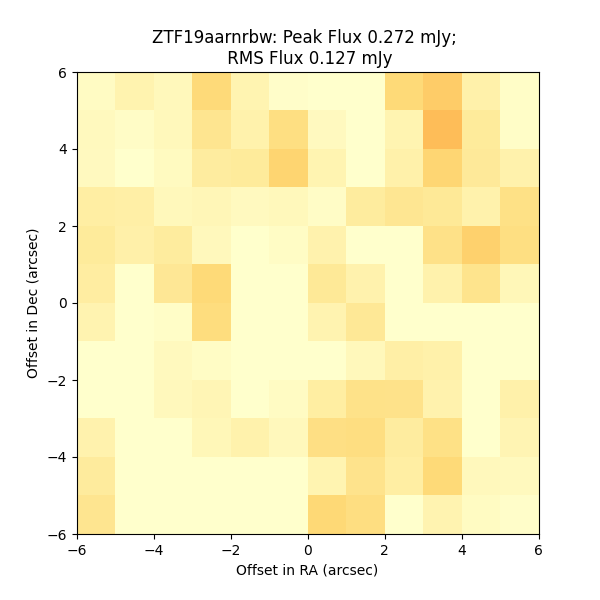 ZTF19aarnrbw: Peak Flux 0.272 mJy;
RMS Flux 0.127 mJy
6
4
2
0
−2
−4
−6
Offset in Dec (arcsec)
−6 −4 −2 0 2 4 6
Offset in RA (arcsec)